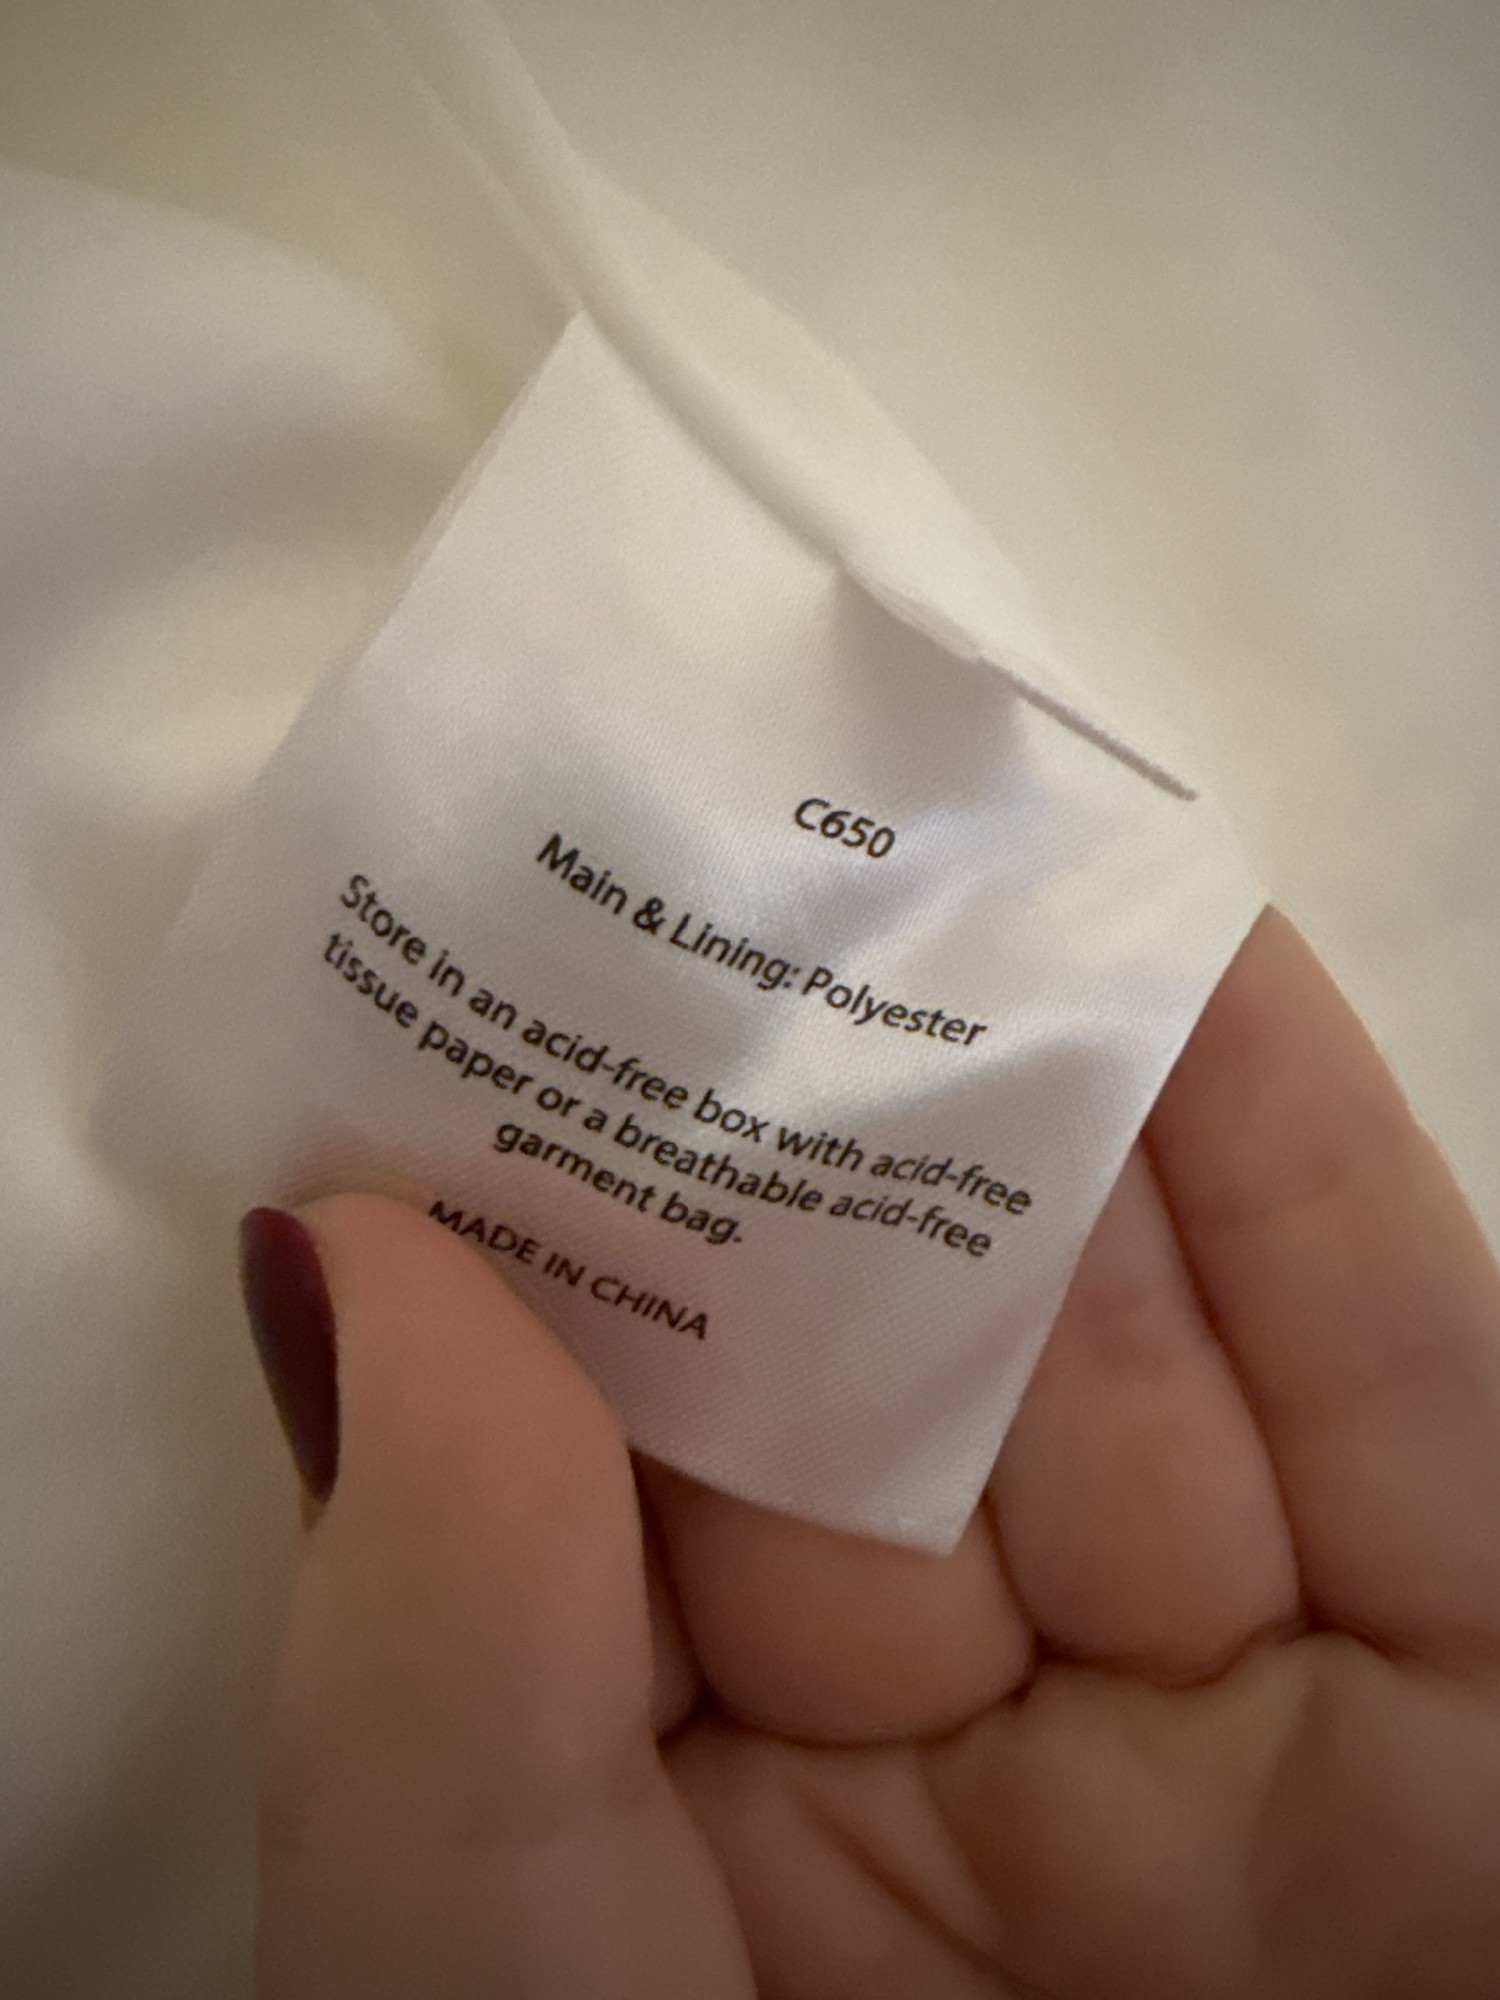 C650
Main & Lining: Polyester
Store in an acid-free box with acid-free
tissue paper or a breathable acid-free
garment bag.
MADE IN CHINA